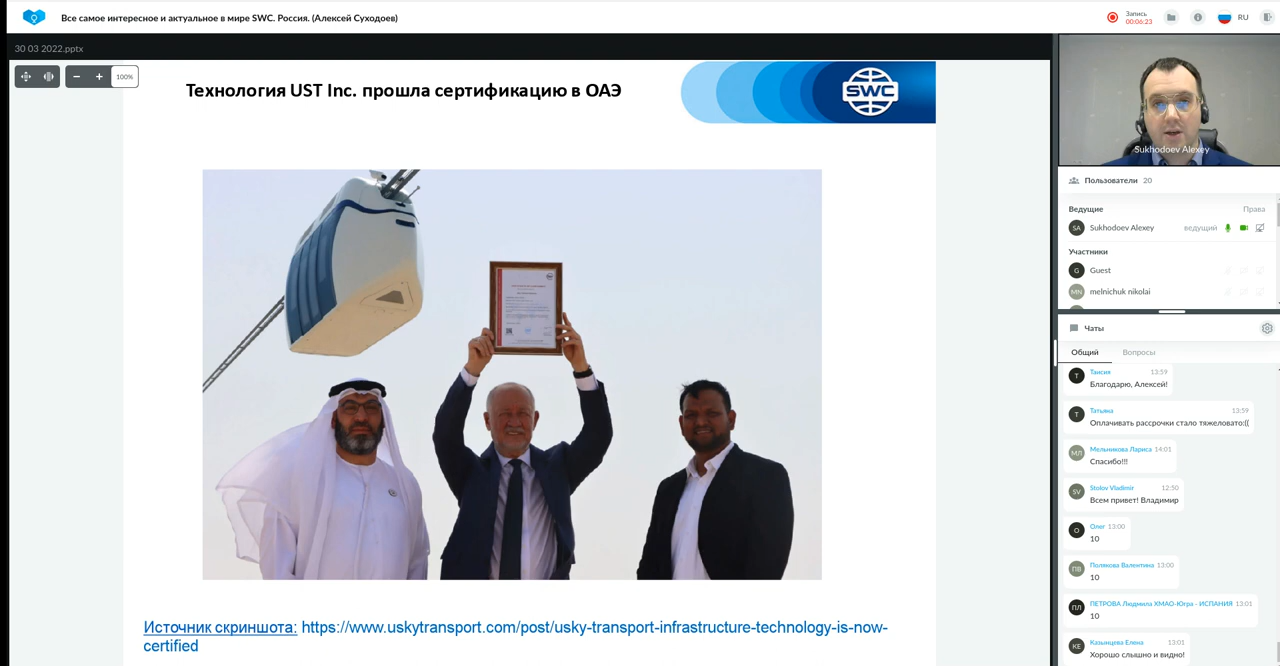 Все самое интересное и актуальное в мире SWC. Россия. (Алексей Суходоев)
Запись
00:06:23
RU
30 03 2022.pptx
100%
Технология UST Inc. прошла сертификацию в ОАЭ
SWC
Источник скриншота: https://www.uskytransport.com/post/usky-transport-infrastructure-technology-is-now-
certified
Sukhodoev Alexey
Пользователи 20
Ведущие Права
SA Sukhodoev Alexey ведущий
Участники
G Guest
MN melnichuk nikolai
Чаты
Общий Вопросы
Т Таисия 13:59
Благодарю, Алексей!
Т Татьяна 13:59
Оплачивать рассрочки стало тяжеловато:((
МЛ Мельникова Лариса 14:01
Спасибо!!!
SV Stolov Vladimir 12:50
Всем привет! Владимир
О Олег 13:00
10
ПВ Полякова Валентина 13:00
10
ПЛ ПЕТРОВА Людмила ХМАО-Югра - ИСПАНИЯ 13:01
10
КЕ Казынцева Елена 13:01
Хорошо слышно и видно!